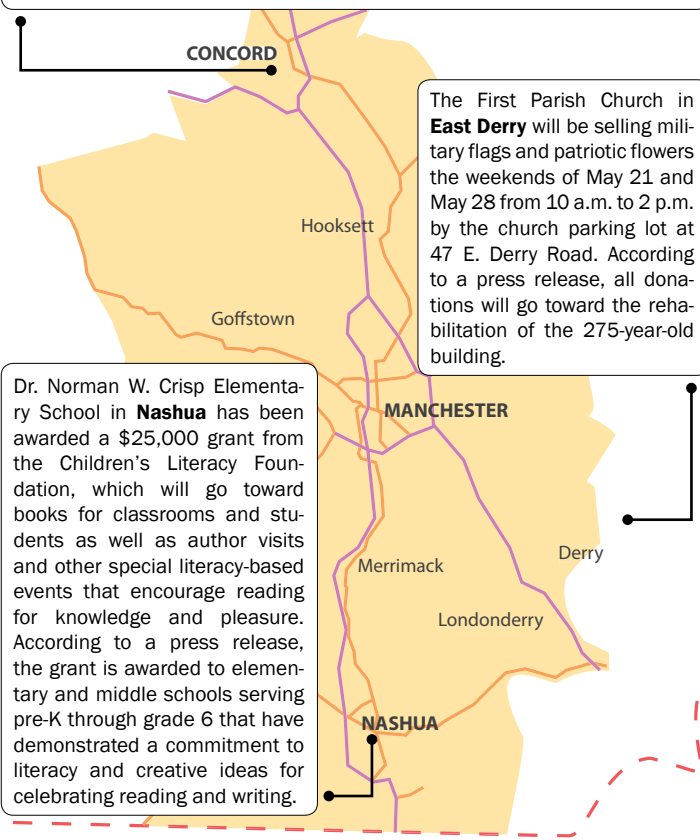 CONCORD
The First Parish Church in
East Derry will be selling mili-
tary flags and patriotic flowers
the weekends of May 21 and
May 28 from 10 a.m. to 2 p.m.
by the church parking lot at
47 E. Derry Road. According
to a press release, all dona-
tions will go toward the reha-
bilitation of the 275-year-old
building.
Hooksett
Goffstown
Dr. Norman W. Crisp Elementa-
ry School in Nashua has been
awarded a $25,000 grant from
the Children’s Literacy Foun-
dation, which will go toward
books for classrooms and stu-
dents as well as author visits
and other special literacy-based
events that encourage reading
for knowledge and pleasure.
According to a press release,
the grant is awarded to elemen-
tary and middle schools serving
pre-K through grade 6 that have
demonstrated a commitment to
literacy and creative ideas for
celebrating reading and writing.
MANCHESTER
Derry
Merrimack
Londonderry
NASHUA